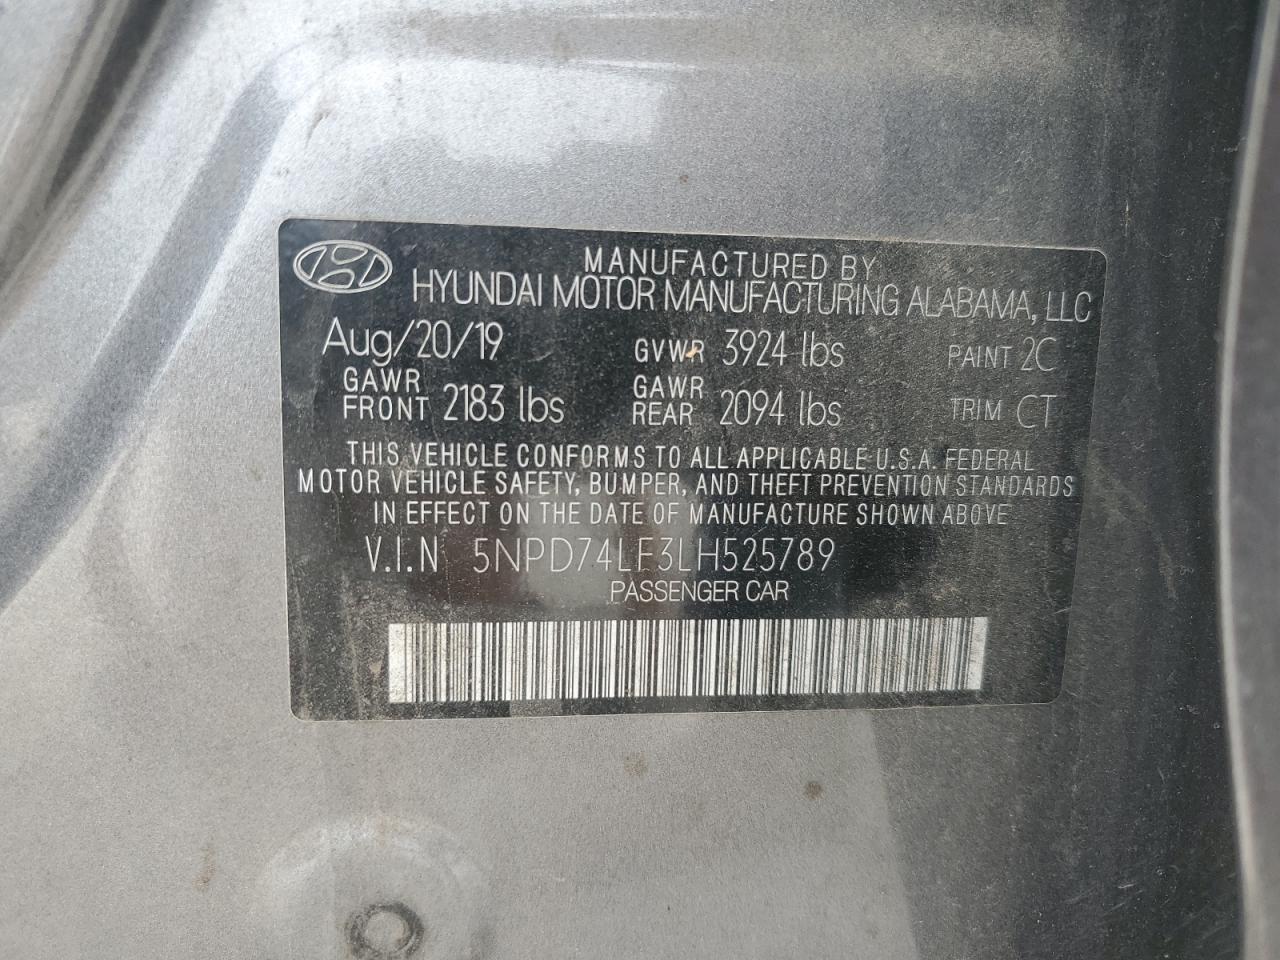 MANUFACTURED BY
HYUNDAI MOTOR MANUFACTURING ALABAMA, LLC
Aug/20/19 GVWR 3924 lbs PAINT 2C
GAWR FRONT 2183 lbs GAWR REAR 2094 lbs TRIM CT
THIS VEHICLE CONFORMS TO ALL APPLICABLE U.S.A. FEDERAL
MOTOR VEHICLE SAFETY, BUMPER, AND THEFT PREVENTION STANDARDS
IN EFFECT ON THE DATE OF MANUFACTURE SHOWN ABOVE
V.I.N 5NPD74LF3LH525789
PASSENGER CAR